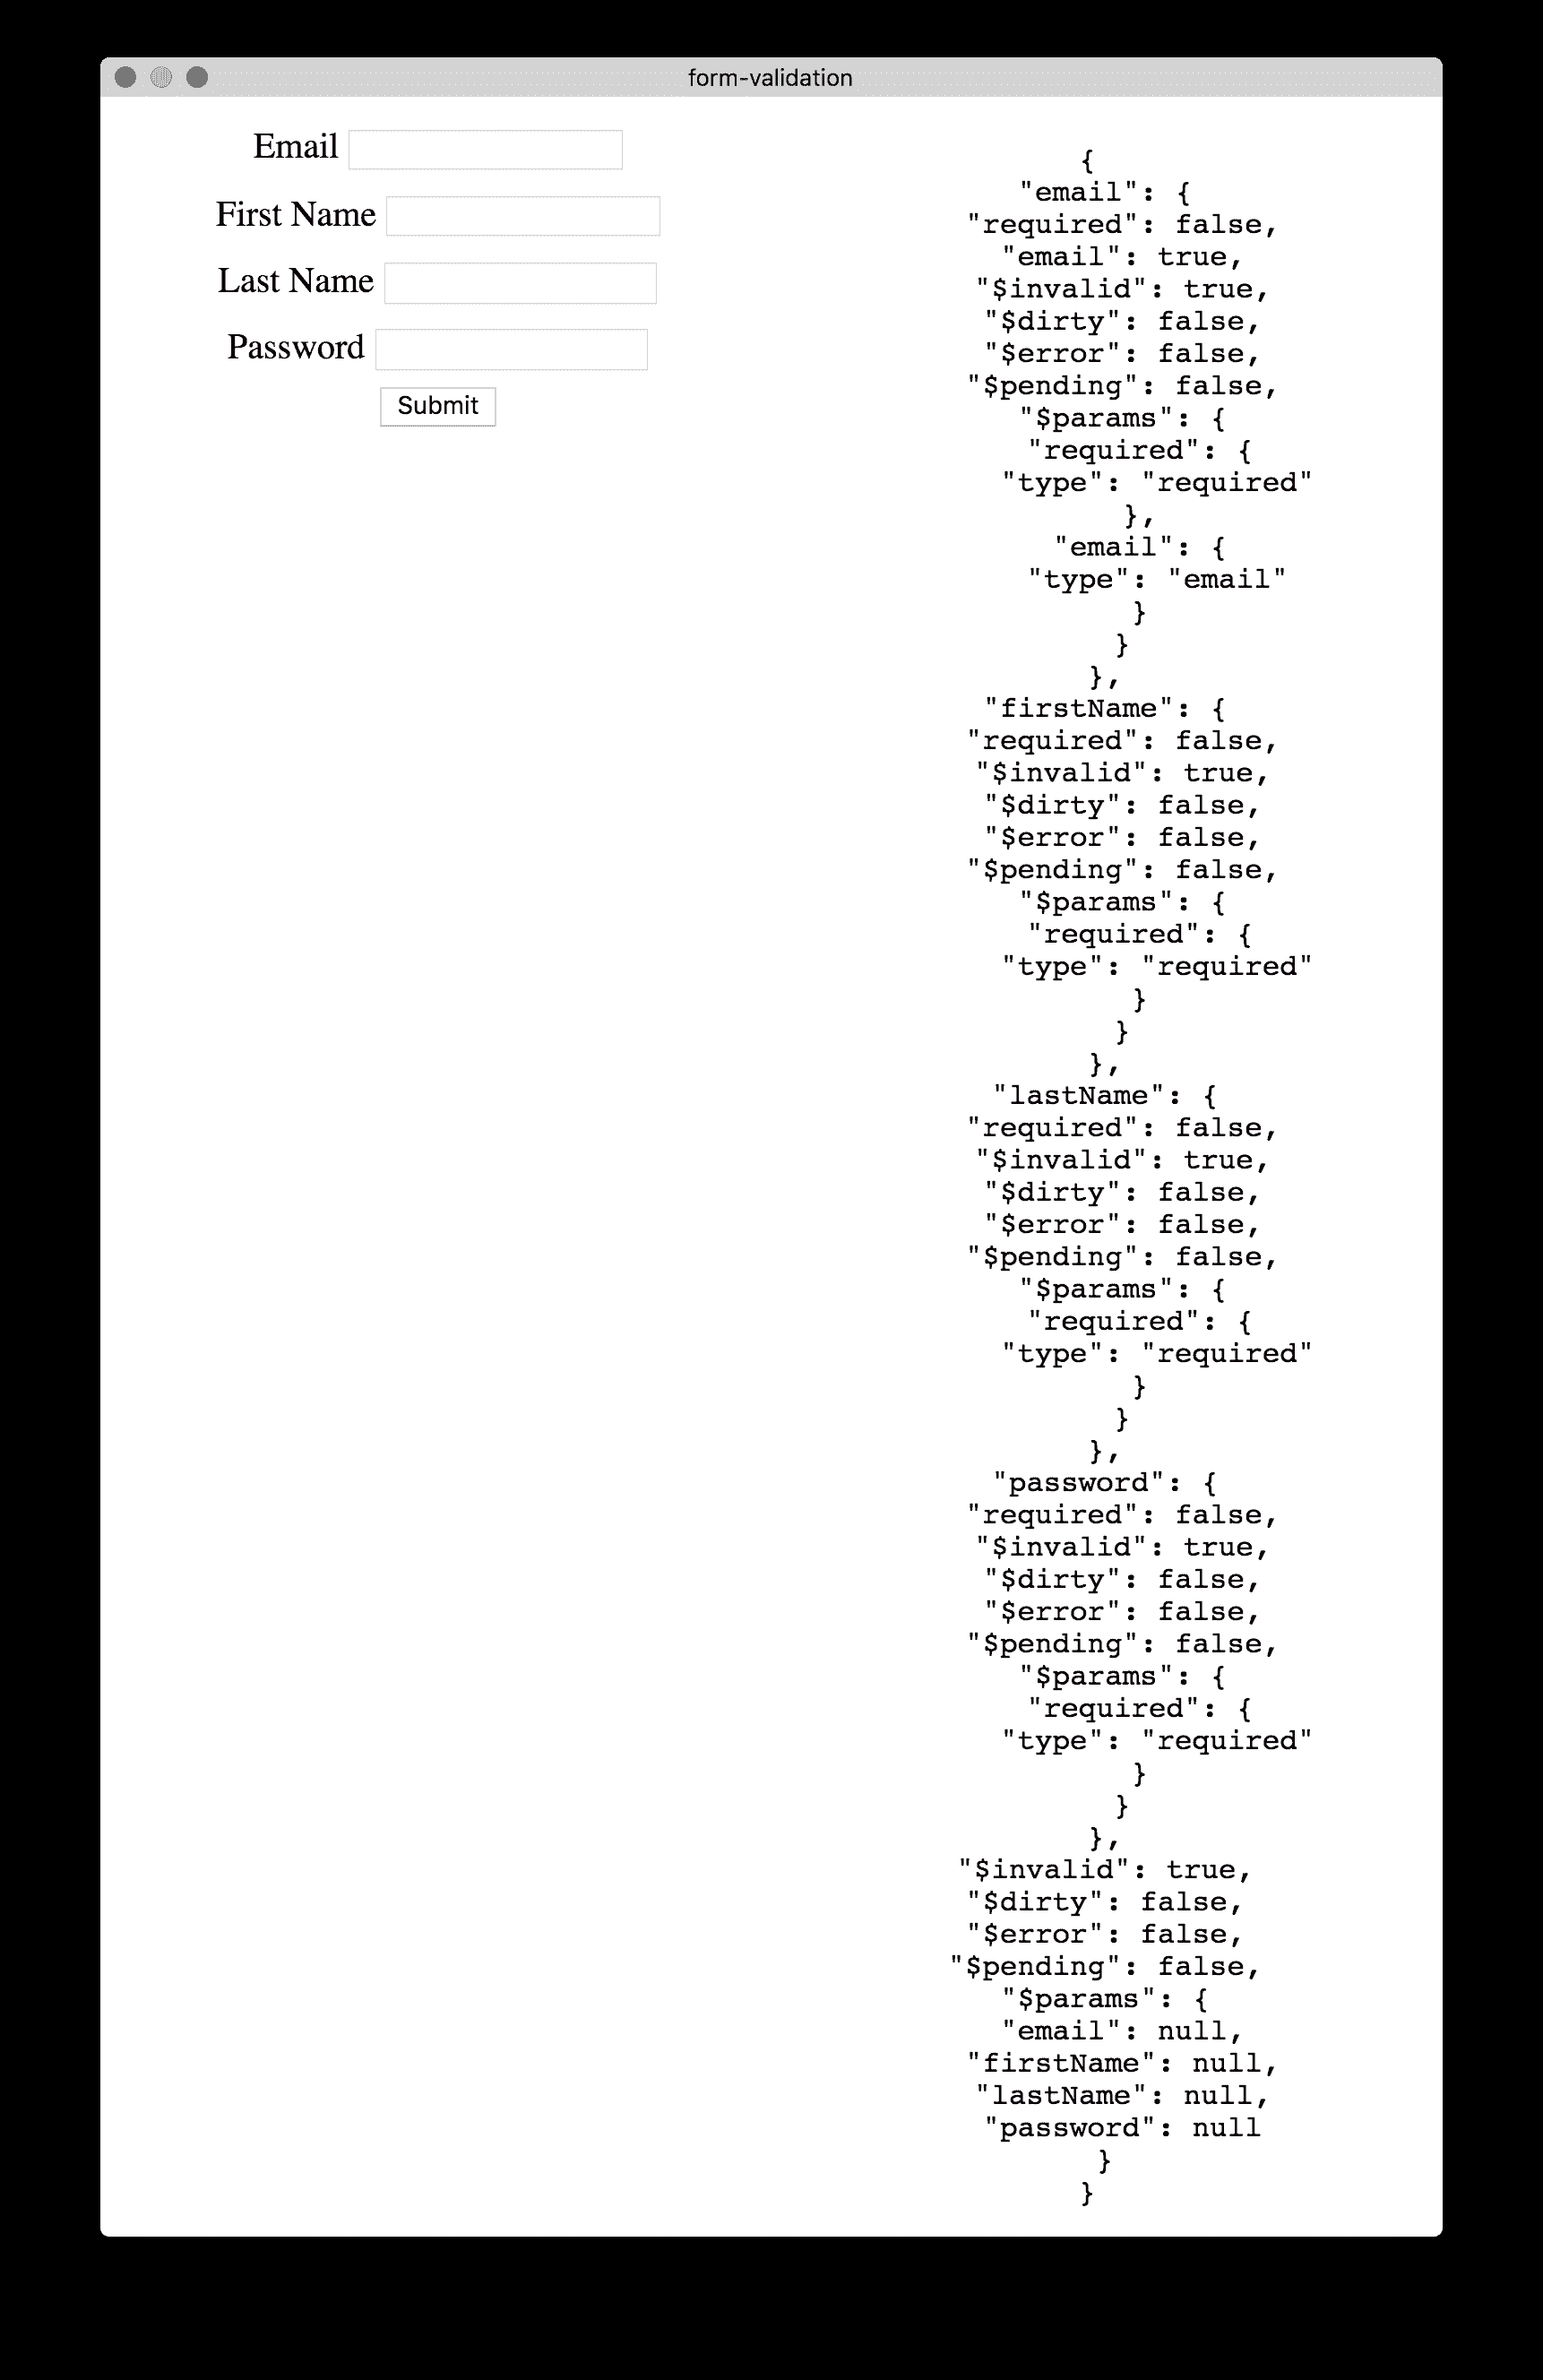 form-validation
Email
First Name
Last Name
Password
Submit
{
"email": {
"required": false,
"email": true,
"$invalid": true,
"$dirty": false,
"$error": false,
"$pending": false,
"$params": {
"required": {
"type": "required"
},
"email": {
"type": "email"
}
}
},
"firstName": {
"required": false,
"$invalid": true,
"$dirty": false,
"$error": false,
"$pending": false,
"$params": {
"required": {
"type": "required"
}
}
},
"lastName": {
"required": false,
"$invalid": true,
"$dirty": false,
"$error": false,
"$pending": false,
"$params": {
"required": {
"type": "required"
}
}
},
"password": {
"required": false,
"$invalid": true,
"$dirty": false,
"$error": false,
"$pending": false,
"$params": {
"required": {
"type": "required"
}
}
},
"$invalid": true,
"$dirty": false,
"$error": false,
"$pending": false,
"$params": {
"email": null,
"firstName": null,
"lastName": null,
"password": null
}
}